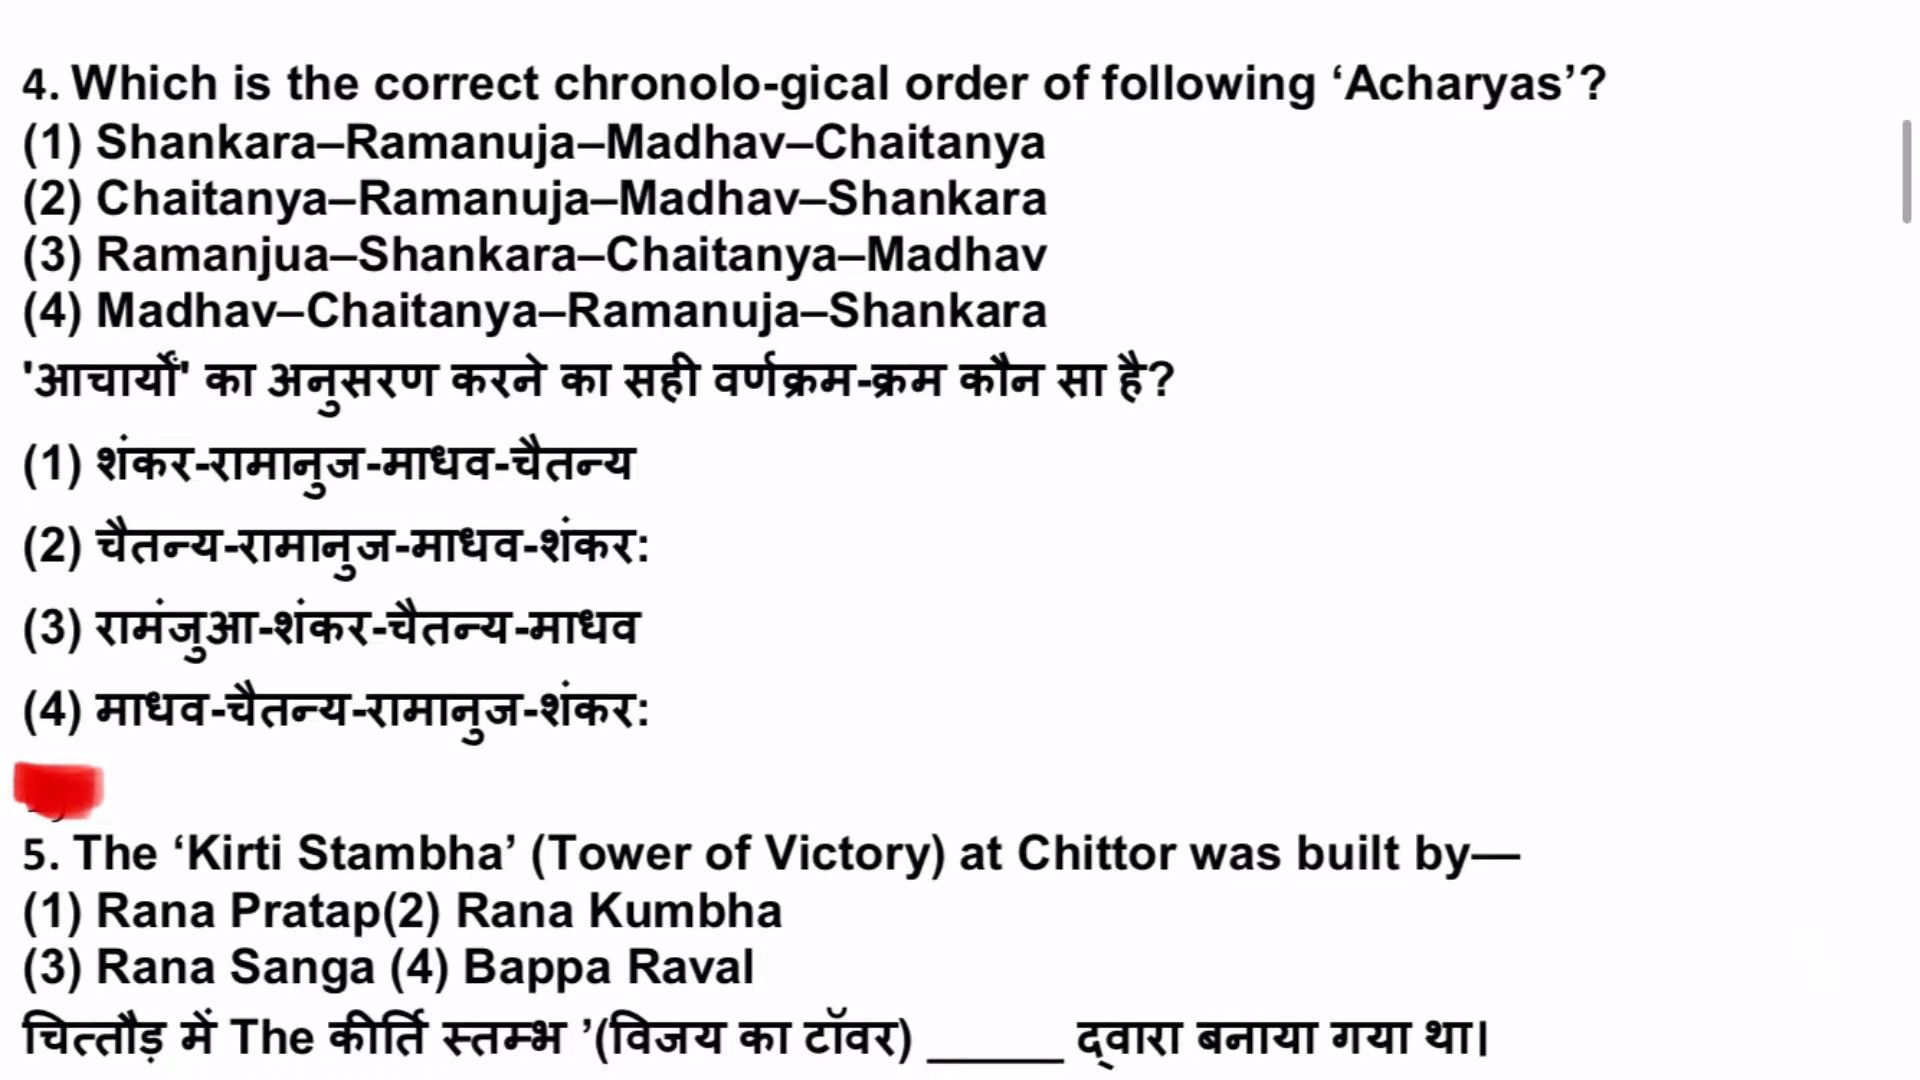 4. Which is the correct chronolo-gical order of following ‘Acharyas’?
(1) Shankara–Ramanuja–Madhav–Chaitanya
(2) Chaitanya–Ramanuja–Madhav–Shankara
(3) Ramanjua–Shankara–Chaitanya–Madhav
(4) Madhav–Chaitanya–Ramanuja–Shankara
'आचार्यों' का अनुसरण करने का सही वर्णक्रम-क्रम कौन सा है?
(1) शंकर-रामानुज-माधव-चैतन्य
(2) चैतन्य-रामानुज-माधव-शंकर:
(3) रामंजुआ-शंकर-चैतन्य-माधव
(4) माधव-चैतन्य-रामानुज-शंकर:
5. The ‘Kirti Stambha’ (Tower of Victory) at Chittor was built by—
(1) Rana Pratap(2) Rana Kumbha
(3) Rana Sanga (4) Bappa Raval
चित्तौड़ में The कीर्ति स्तम्भ ’(विजय का टॉवर) _____ द्वारा बनाया गया था।